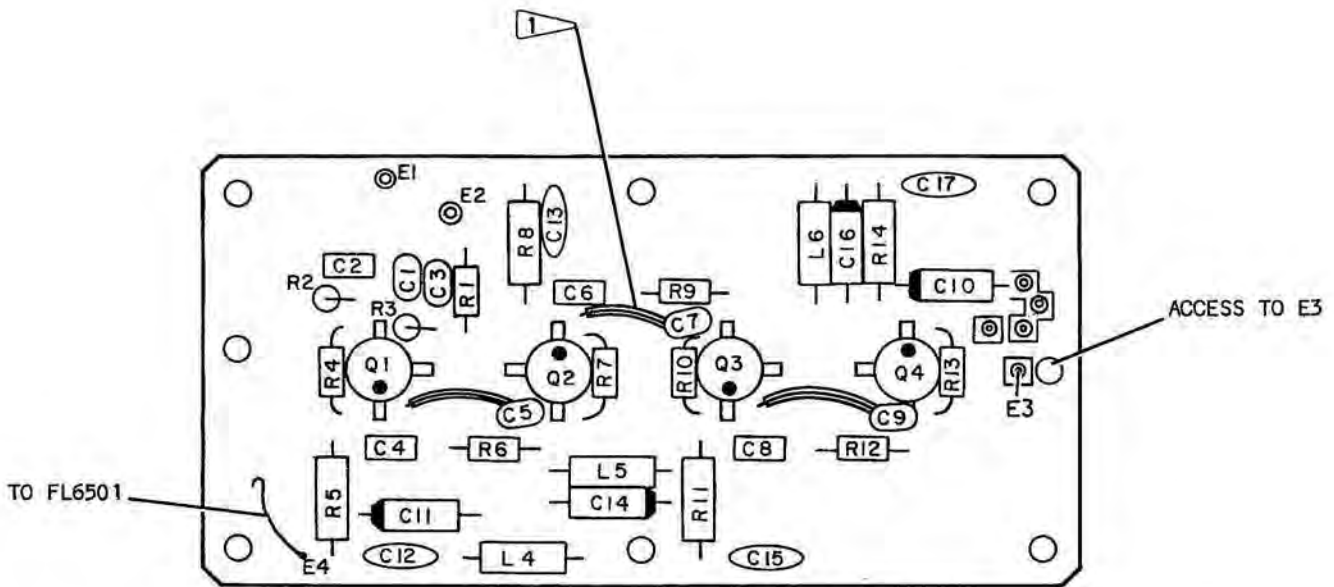 1
E1
E2
C17
R8
C13
L6
C16
R14
C2
C1
C3
R1
R2
C6
R9
C10
R3
C7
ACCESS TO E3
R4
Q1
Q2
R7
R10
Q3
Q4
R13
C5
C9
E3
C4
R6
C8
R12
L5
TO FL6501
R5
C11
C14
R11
E4
C12
L4
C15